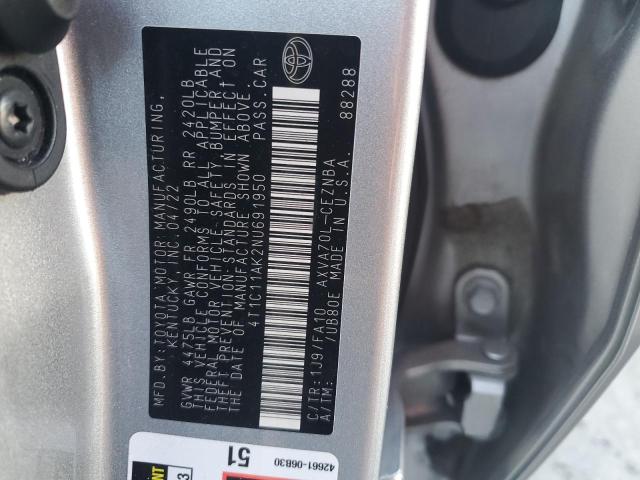 MFD. BY: TOYOTA MOTOR MANUFACTURING,
KENTUCKY, INC. 04/22
GVWR 4475LB GAWR FR 2490LB RR 2420LB
THIS VEHICLE CONFORMS TO ALL APPLICABLE
FEDERAL MOTOR VEHICLE SAFETY, BUMPER, AND
THEFT PREVENTION STANDARDS IN EFFECT ON
THE DATE OF MANUFACTURE SHOWN ABOVE.
4T1C11AK2NU691950 PASS.CAR
C/TR:1J9/FA10 AXVA70L-CEZNBA
A/TM: /UB80E MADE IN U.S.A. 88288
51
42661-06B30